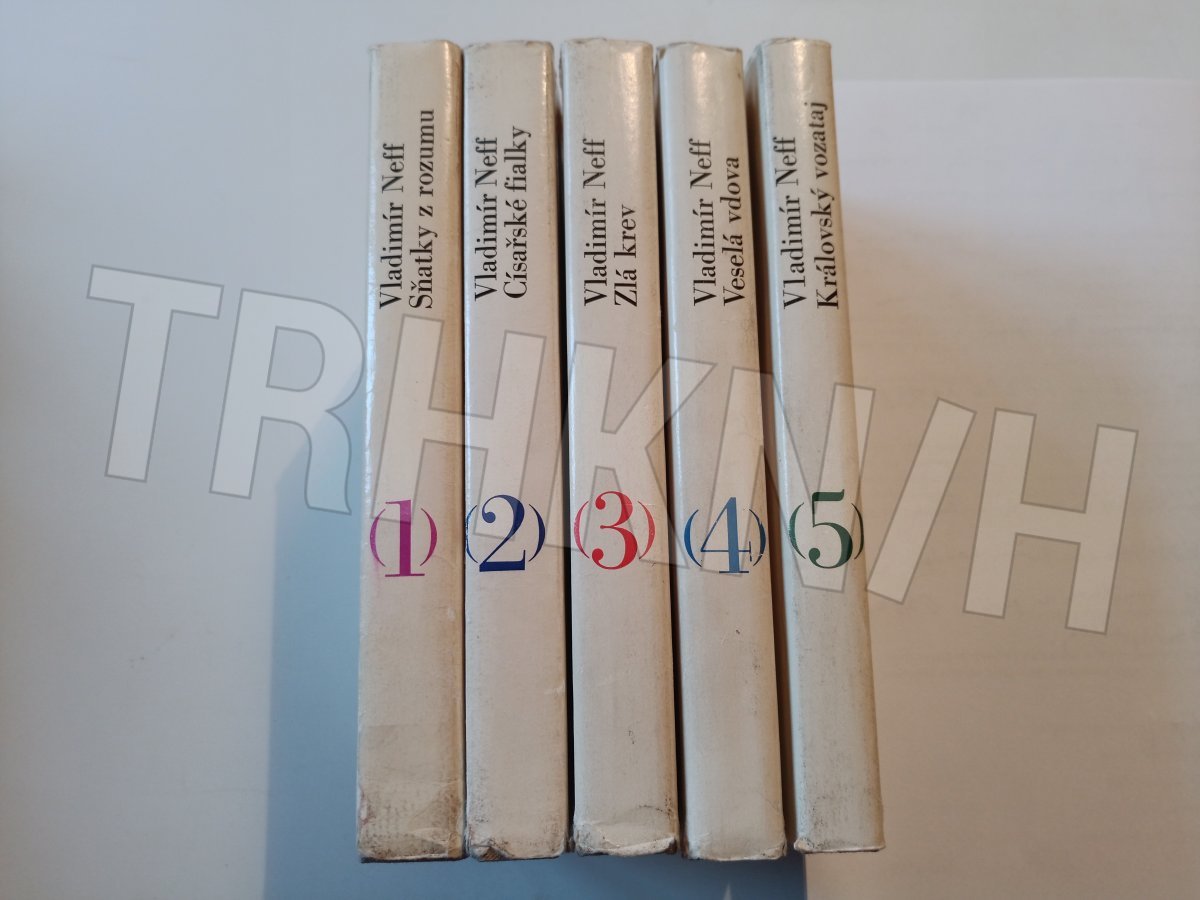 Vladimír Neff
Sňatky z rozumu
(1)
Vladimír Neff
Císařské fialky
(2)
Vladimír Neff
Zlá krev
(3)
Vladimír Neff
Veselá vdova
(4)
Vladimír Neff
Královský vozataj
(5)
TRHKNIH